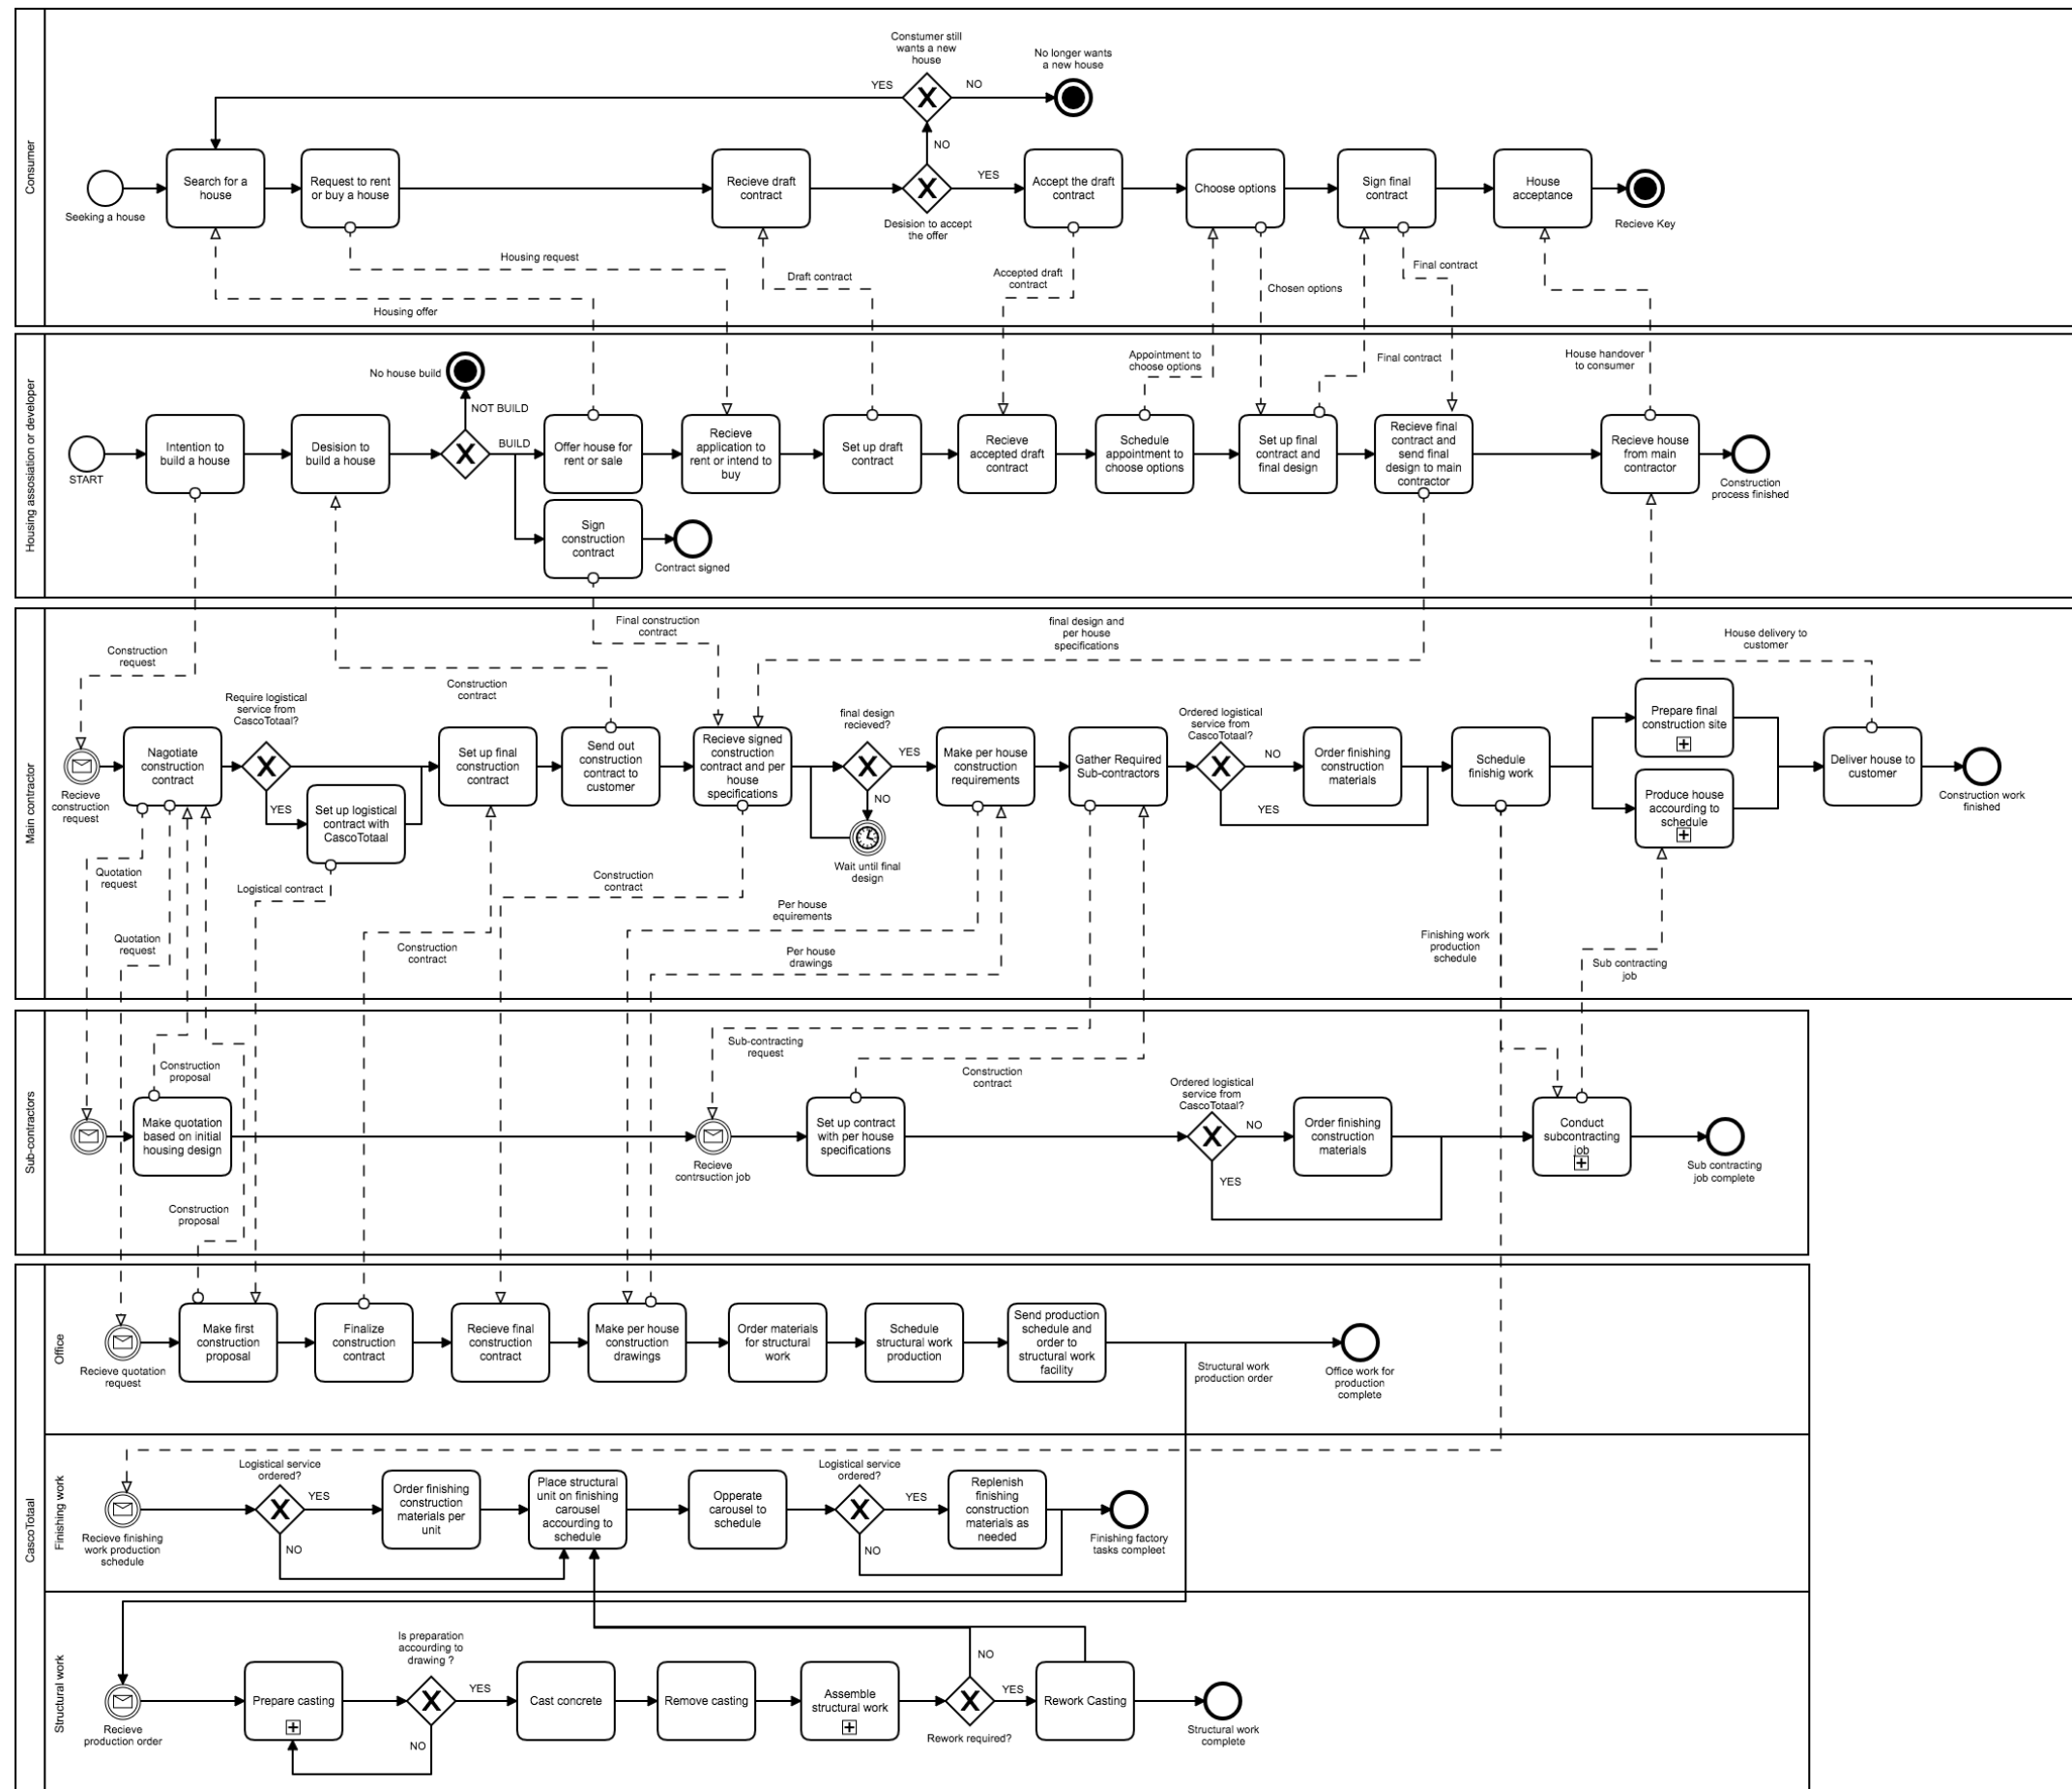 Consumer
Constumer still
wants a new
house
No longer wants
a new house
YES
NO
NO
YES
Seeking a house
Search for a
house
Request to rent
or buy a house
Recieve draft
contract
Desision to accept
the offer
Accept the draft
contract
Choose options
Sign final
contract
House
acceptance
Recieve Key
Housing request
Housing offer
Draft contract
Accepted draft
contract
Chosen options
Final contract
Housing assosiation or developer
No house build
NOT BUILD
BUILD
START
Intention to
build a house
Desision to
build a house
Offer house for
rent or sale
Recieve
application to
rent or intend to
buy
Set up draft
contract
Recieve
accepted draft
contract
Appointment to
choose options
Schedule
appointment to
choose options
Set up final
contract and
final design
Final contract
Recieve final
contract and
send final
design to main
contractor
House handover
to consumer
Recieve house
from main
contractor
Construction
process finished
Sign
construction
contract
Contract signed
Main contractor
Construction
request
Final construction
contract
final design and
per house
specifications
House delivery to
customer
Require logistical
service from
CascoTotaal?
Construction
contract
final design
recieved?
Ordered logistical
service from
CascoTotaal?
Recieve
construction
request
Nagotiate
construction
contract
YES
Set up logistical
contract with
CascoTotaal
Set up final
construction
contract
Send out
construction
contract to
customer
Recieve signed
construction
contract and per
house
specifications
YES
NO
Wait until final
design
Make per house
construction
requirements
Gather Required
Sub-contractors
NO
YES
Order finishing
construction
materials
Schedule
finishig work
Prepare final
construction site
Produce house
accourding to
schedule
Deliver house to
customer
Construction work
finished
Quotation
request
Logistical contract
Quotation
request
Construction
contract
Construction
contract
Per house
equirements
Per house
drawings
Finishing work
production
schedule
Sub contracting
job
Sub-contractors
Construction
proposal
Make quotation
based on initial
housing design
Construction
proposal
Sub-contracting
request
Recieve
contrsuction job
Construction
contract
Set up contract
with per house
specifications
Ordered logistical
service from
CascoTotaal?
NO
YES
Order finishing
construction
materials
Conduct
subcontracting
job
Sub contracting
job complete
CascoTotaal
Office
Recieve quotation
request
Make first
construction
proposal
Finalize
construction
contract
Recieve final
construction
contract
Make per house
construction
drawings
Order materials
for structural
work
Schedule
structural work
production
Send production
schedule and
order to
structural work
facility
Structural work
production order
Office work for
production
complete
Finishing work
Recieve finishing
work production
schedule
Logistical service
ordered?
YES
NO
Order finishing
construction
materials per
unit
Place structural
unit on finishing
carousel
accourding to
schedule
Opperate
carousel to
schedule
Logistical service
ordered?
YES
NO
Replenish
finishing
construction
materials as
needed
Finishing factory
tasks compleet
Structural work
Recieve
production order
Prepare casting
Is preparation
accourding to
drawing ?
YES
NO
Cast concrete
Remove casting
Assemble
structural work
NO
YES
Rework required?
Rework Casting
Structural work
complete